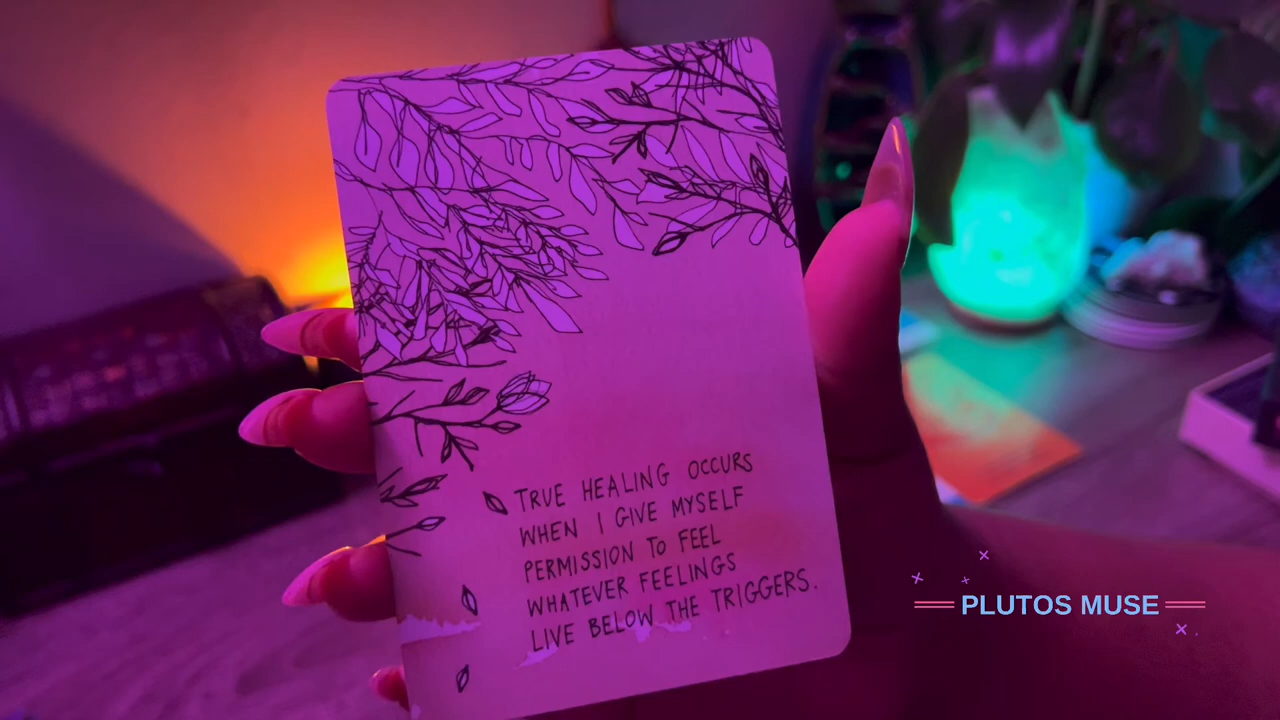 TRUE HEALING OCCURS
WHEN I GIVE MYSELF
PERMISSION TO FEEL
WHATEVER FEELINGS
LIVE BELOW THE TRIGGERS.
PLUTOS MUSE